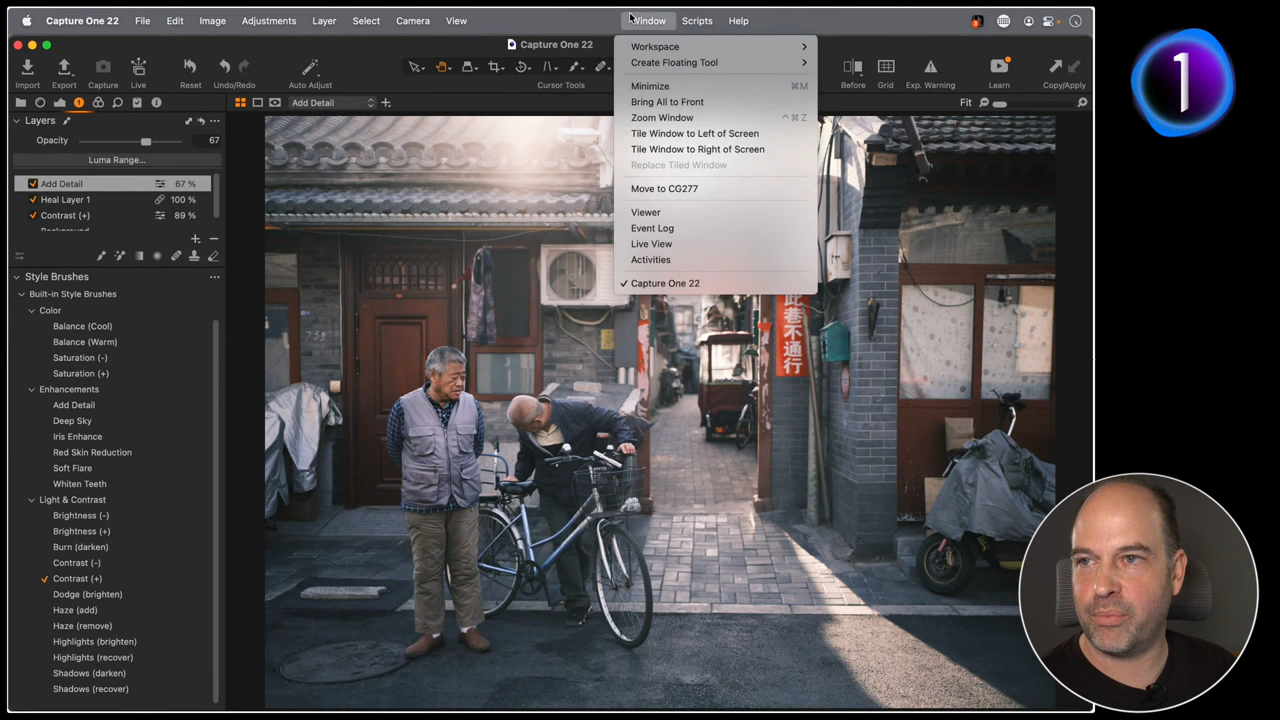 Capture One 22 File Edit Image Adjustments Layer Select Camera View Window Scripts Help
Capture One 22
Import Export Capture Live Reset Undo/Redo Auto Adjust Cursor Tools Before Grid Exp. Warning Learn Copy/Apply
Add Detail
Fit
Layers
Opacity 67
Luma Range...
Add Detail 67 %
Heal Layer 1 100 %
Contrast (+) 89 %
Style Brushes
Built-in Style Brushes
Color
Balance (Cool)
Balance (Warm)
Saturation (-)
Saturation (+)
Enhancements
Add Detail
Deep Sky
Iris Enhance
Red Skin Reduction
Soft Flare
Whiten Teeth
Light & Contrast
Brightness (-)
Brightness (+)
Burn (darken)
Contrast (-)
Contrast (+)
Dodge (brighten)
Haze (add)
Haze (remove)
Highlights (brighten)
Highlights (recover)
Shadows (darken)
Shadows (recover)
Workspace
Create Floating Tool
Minimize ⌘M
Bring All to Front
Zoom Window ^⌘Z
Tile Window to Left of Screen
Tile Window to Right of Screen
Replace Tiled Window
Move to CG277
Viewer
Event Log
Live View
Activities
✓ Capture One 22
此巷不通行
1